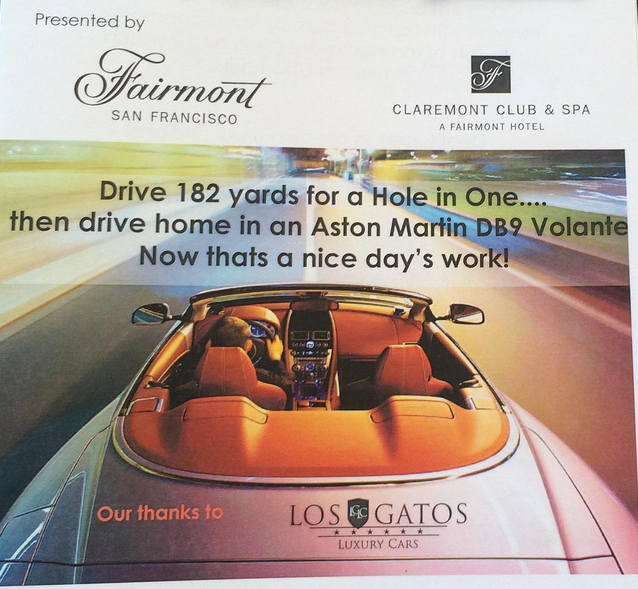 Presented by
Fairmont
SAN FRANCISCO
F
CLAREMONT CLUB & SPA
A FAIRMONT HOTEL
Drive 182 yards for a Hole in One....
then drive home in an Aston Martin DB9 Volante
Now thats a nice day's work!
Our thanks to
LOS GATOS
LUXURY CARS